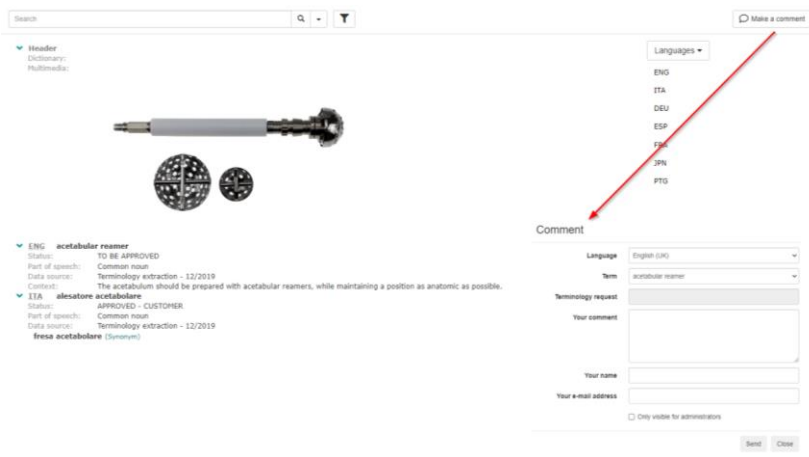 Search
Make a comment
Header
Dictionary:
Multimedia:
Languages
ENG
ITA
DEU
ESP
FRA
JPN
PTG
Comment
Language English (UK)
Term acetabular reamer
Terminology request
Your comment
Your name
Your e-mail address
Only visible for administrators
Send Close
ENG acetabular reamer
Status: TO BE APPROVED
Part of speech: Common noun
Data source: Terminology extraction - 12/2019
Context: The acetabulum should be prepared with acetabular reamers, while maintaining a position as anatomic as possible.
ITA alesatore acetabolare
Status: APPROVED - CUSTOMER
Part of speech: Common noun
Data source: Terminology extraction - 12/2019
fresa acetabolare (Synonym)